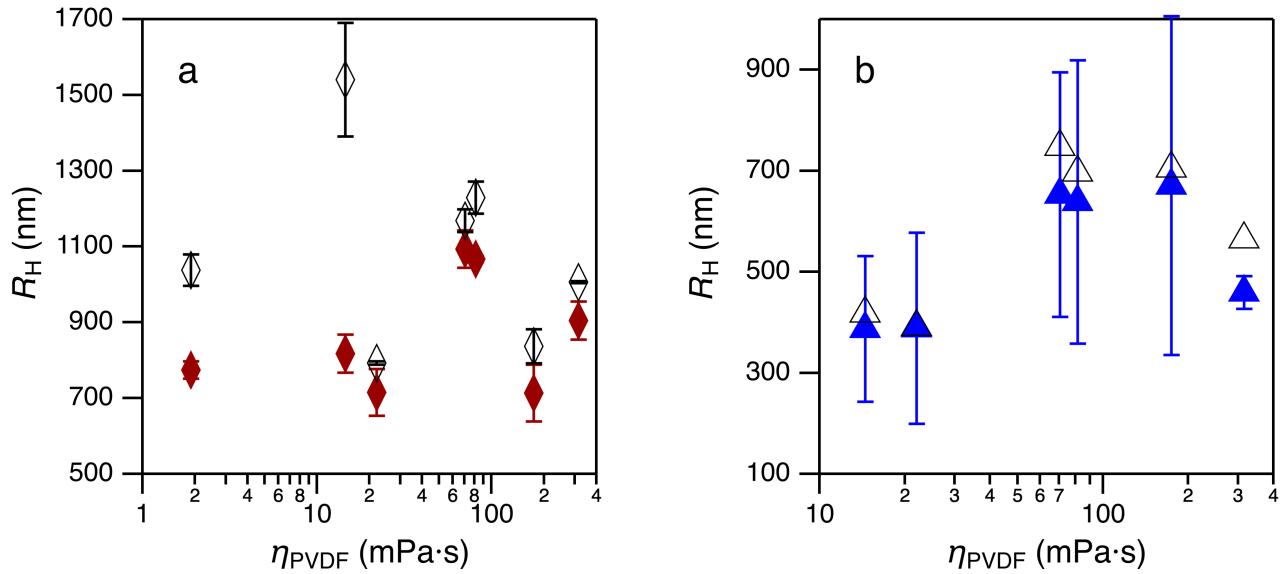 a
1700
1500
1300
1100
900
700
500
R_H (nm)
2 4 6 8 2 4 6 8 2 4
1 10 100
η_PVDF (mPa·s)
b
900
700
500
300
100
R_H (nm)
2 3 4 5 6 7 2 3 4
10 100
η_PVDF (mPa·s)